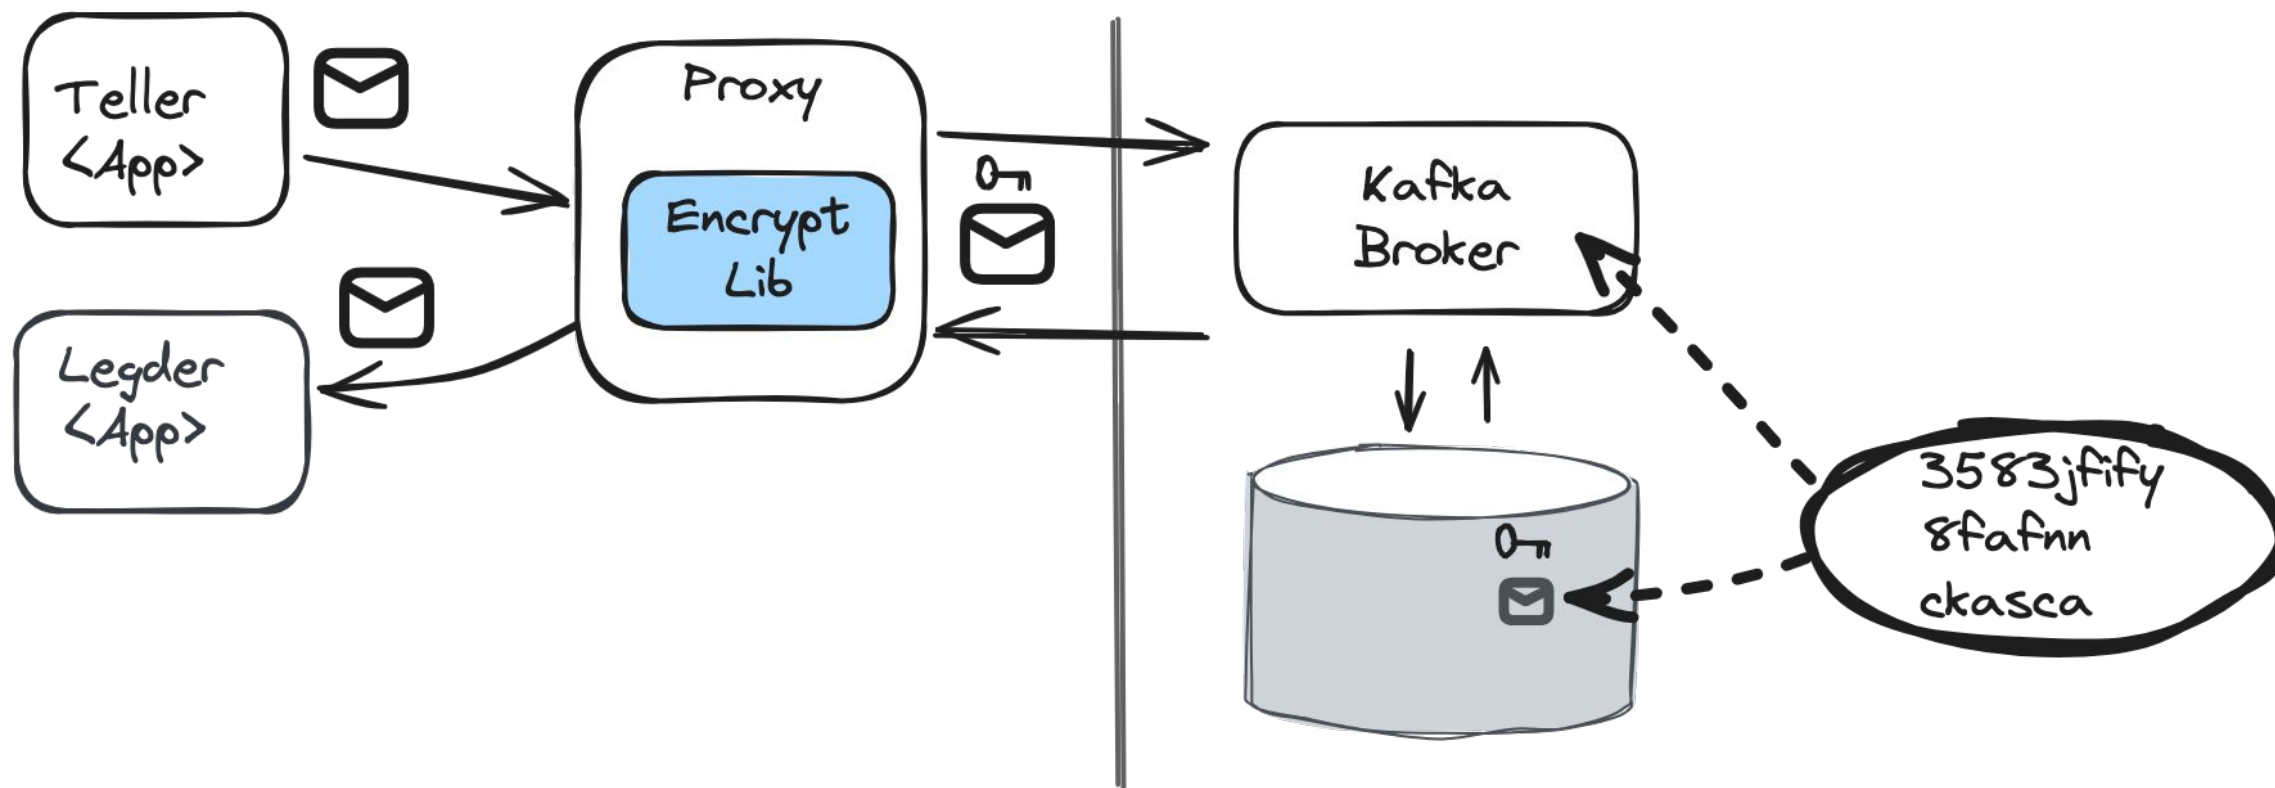 Teller
<App>
Proxy
Encrypt
Lib
Kafka
Broker
Legder
<App>
3583jfify
8fafnn
ckasca